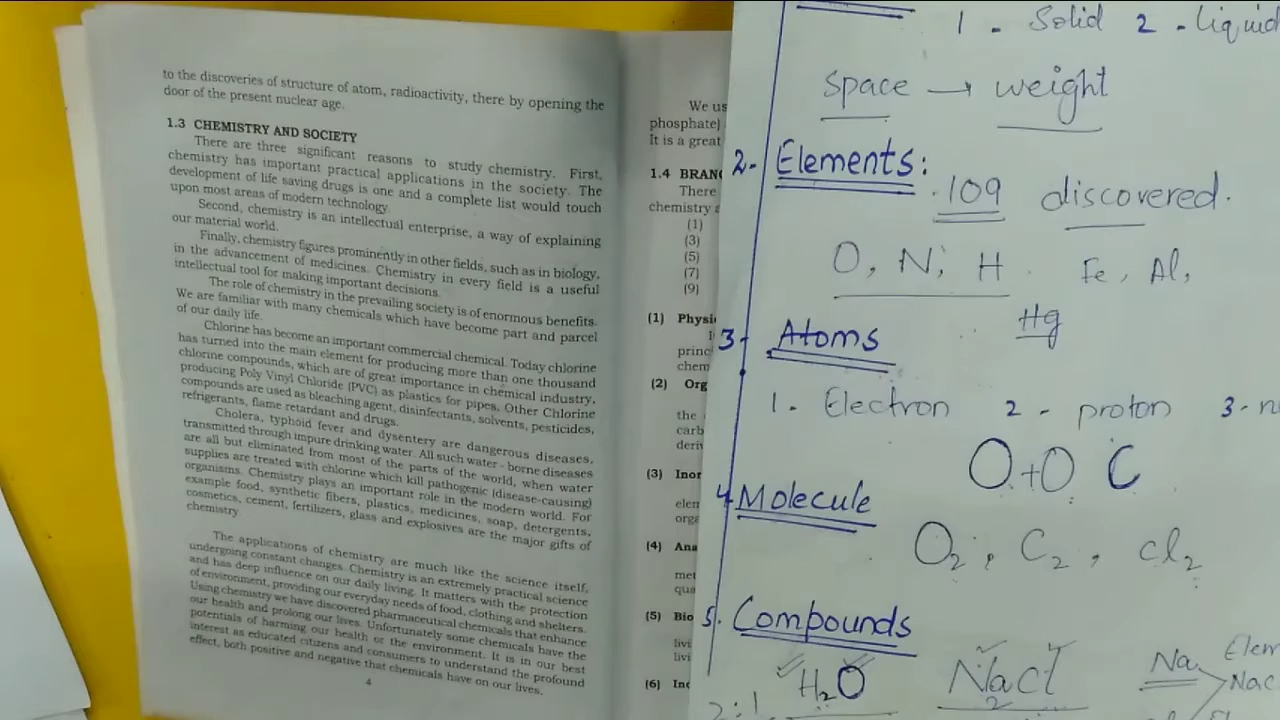 to the discoveries of structure of atom, radioactivity, there by opening the
door of the present nuclear age.
1.3 CHEMISTRY AND SOCIETY
There are three significant reasons to study chemistry. First,
chemistry has important practical applications in the society. The
development of life saving drugs is one and a complete list would touch
upon most areas of modern technology.
Second, chemistry is an intellectual enterprise, a way of explaining
our material world.
Finally, chemistry figures prominently in other fields, such as in biology,
in the advancement of medicines. Chemistry in every field is a useful
intellectual tool for making important decisions.
The role of chemistry in the prevailing society is of enormous benefits.
We are familiar with many chemicals which have become part and parcel
of our daily life.
Chlorine has become an important commercial chemical. Today chlorine
has turned into the main element for producing more than one thousand
chlorine compounds, which are of great importance in chemical industry,
producing Poly Vinyl Chloride (PVC) as plastics for pipes. Other Chlorine
compounds are used as bleaching agent, disinfectants, solvents, pesticides,
refrigerants, flame retardant and drugs.
Cholera, typhoid fever and dysentery are dangerous diseases,
transmitted through impure drinking water. All such water - borne diseases
are all but eliminated from most of the parts of the world, when water
supplies are treated with chlorine which kill pathogenic (disease-causing)
organisms. Chemistry plays an important role in the modern world. For
example food, synthetic fibers, plastics, medicines, soap, detergents,
cosmetics, cement, fertilizers, glass and explosives are the major gifts of
chemistry.
The applications of chemistry are much like the science itself,
undergoing constant changes. Chemistry is an extremely practical science
and has deep influence on our daily living. It matters with the protection
of environment, providing our everyday needs of food, clothing and shelters.
Using chemistry we have discovered pharmaceutical chemicals that enhance
our health and prolong our lives. Unfortunately some chemicals have the
potentials of harming our health or the environment. It is in our best
interest as educated citizens and consumers to understand the profound
effect, both positive and negative that chemicals have on our lives.
4
We us
phosphate)
It is a great
1.4 BRANC
There
chemistry
(1)
(3)
(5)
(7)
(9)
(1) Physi
princ
chem
(2) Org
the
carb
deriv
(3) Inor
elem
orga
(4) Ana
met
qua
(5) Bio
livi
livi
(6) Ind
1 - Solid 2 - liquid
space → weight
2- Elements:
109 discovered.
O, N, H Fe, Al,
Hg
3- Atoms
1. Electron 2 - proton 3-n
O+O C
4 Molecule
O₂, C₂, Cl₂
5. Compounds
H₂O NaCl Na Elem
Nac
2:1